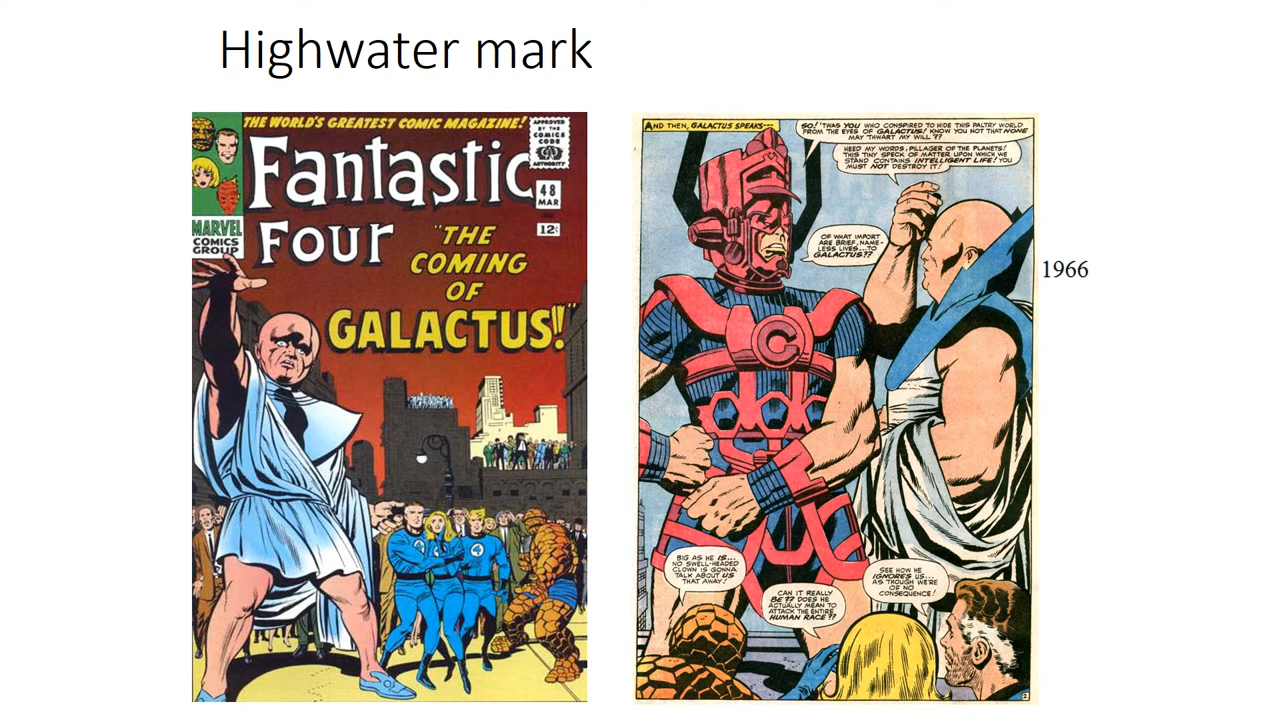 Highwater mark
THE WORLD'S GREATEST COMIC MAGAZINE!
APPROVED
BY THE
COMICS
CODE
AUTHORITY
Fantastic
Four
48
MAR
12¢
MARVEL
COMICS
GROUP
"THE
COMING
OF
GALACTUS!!"
4
4
AND THEN, GALACTUS SPEAKS---
SO! 'TWAS YOU WHO CONSPIRED TO HIDE THIS PALTRY WORLD
FROM THE EYES OF GALACTUS! KNOW YOU NOT THAT NONE
MAY THWART MY WILL ??
HEED MY WORDS, PILLAGER OF THE PLANETS!
THIS TINY SPECK OF MATTER UPON WHICH WE
STAND CONTAINS INTELLIGENT LIFE! YOU
MUST NOT DESTROY IT!
OF WHAT IMPORT
ARE BRIEF, NAME-
LESS LIVES...TO
GALACTUS??
G
1966
BIG AS HE IS...
NO SWELL-HEADED
CLOWN IS GONNA
TALK ABOUT US
THAT AWAY!
CAN IT REALLY
BE ?? DOES HE
ACTUALLY MEAN TO
ATTACK THE ENTIRE
HUMAN RACE ??
SEE HOW HE
IGNORES US...
AS THOUGH WE'RE
OF NO
CONSEQUENCE!